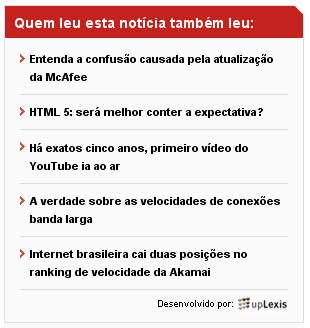 Quem leu esta notícia também leu:
Entenda a confusão causada pela atualização
da McAfee
HTML 5: será melhor conter a expectativa?
Há exatos cinco anos, primeiro vídeo do
YouTube ia ao ar
A verdade sobre as velocidades de conexões
banda larga
Internet brasileira cai duas posições no
ranking de velocidade da Akamai
Desenvolvido por: upLexis